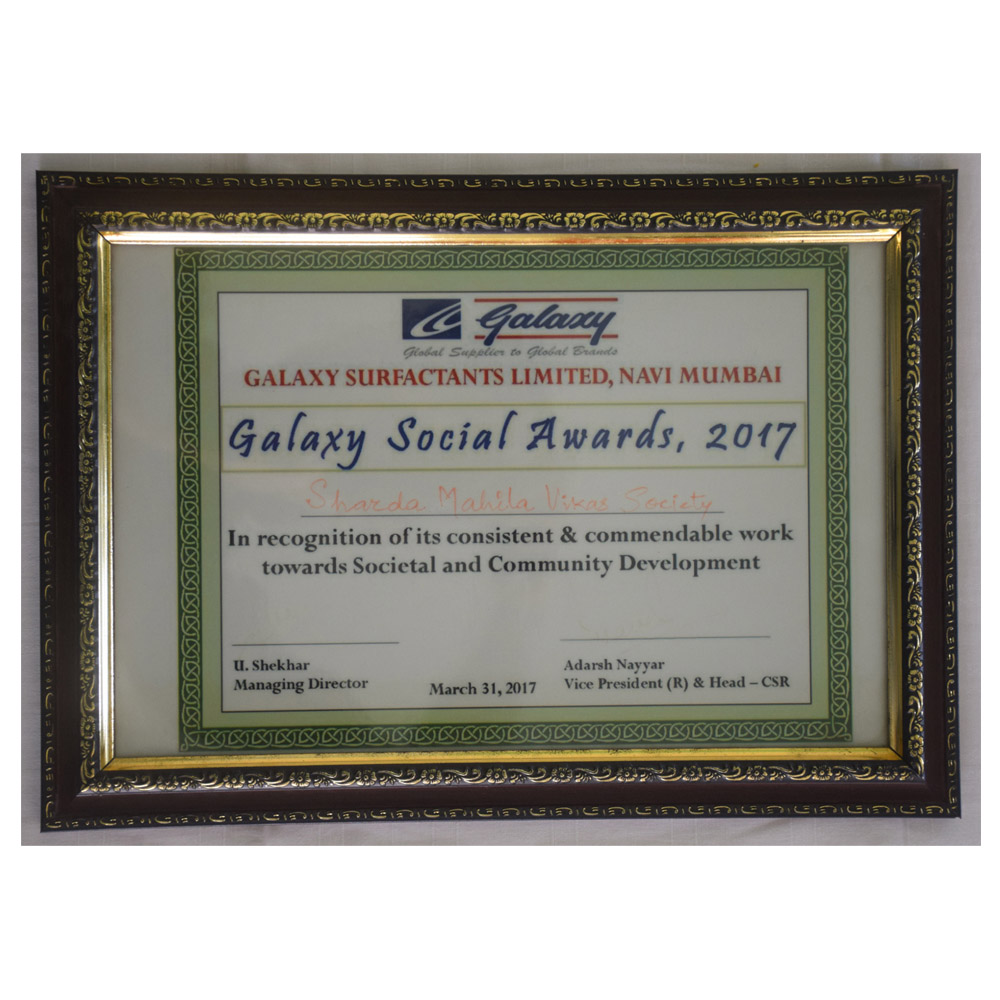 Galaxy
Global Supplier to Global Brands
GALAXY SURFACTANTS LIMITED, NAVI MUMBAI
Galaxy Social Awards, 2017
Sharda Mahila Vikas Society
In recognition of its consistent & commendable work
towards Societal and Community Development
U. Shekhar
Managing Director
March 31, 2017
Adarsh Nayyar
Vice President (R) & Head – CSR